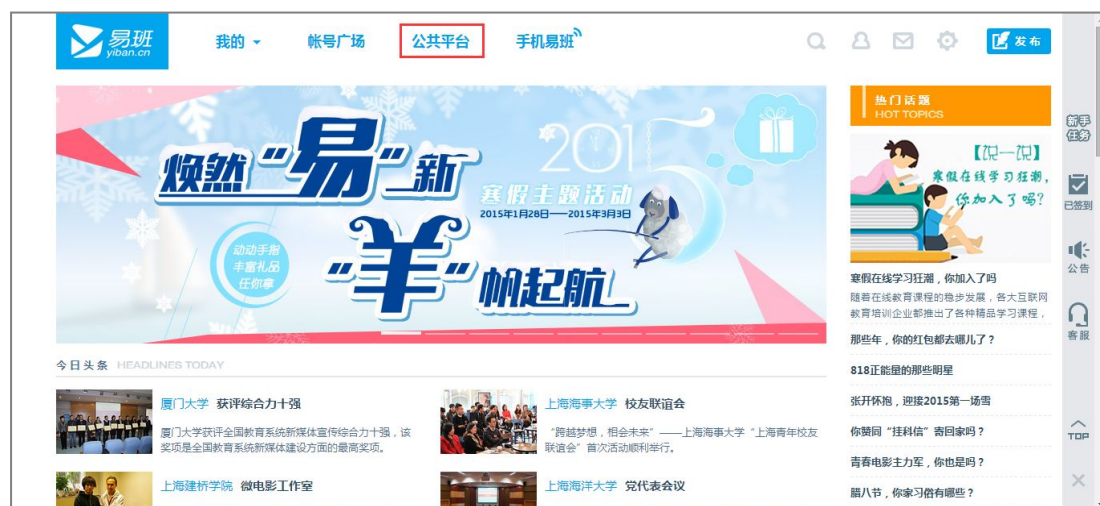 易班
yiban.cn
我的
帐号广场
公共平台
手机易班
发布
焕然“易”新
2015
寒假主题活动
2015年1月28日——2015年3月3日
动动手指
丰富礼品
任你拿
“羊”帆起航
热门话题
HOT TOPICS
【说一说】
寒假在线学习狂潮,
你加入了吗?
寒假在线学习狂潮，你加入了吗
随着在线教育课程的稳步发展，各大互联网
教育培训企业都推出了各种精品学习课程，
那些年，你的红包都去哪儿了？
818正能量的那些明星
张开怀抱，迎接2015第一场雪
你赞同“挂科信”寄回家吗？
青春电影主力军，你也是吗？
腊八节，你家习俗有哪些？
今日头条 HEADLINES TODAY
厦门大学 获评综合力十强
厦门大学获评全国教育系统新媒体宣传综合力十强，该
奖项是全国教育系统新媒体建设方面的最高奖项。
上海海事大学 校友联谊会
“跨越梦想，相会未来”——上海海事大学“上海青年校友
联谊会”首次活动顺利举行。
上海建桥学院 微电影工作室
上海海洋大学 党代表会议
新手
任务
已签到
公告
客服
TOP